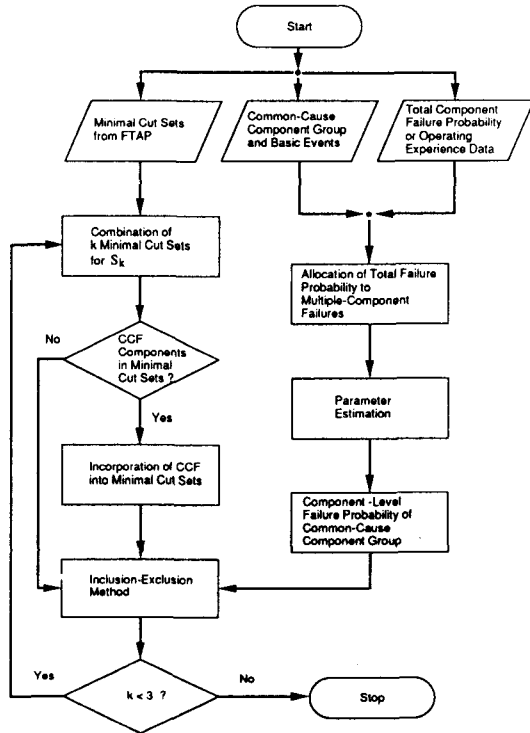 Start
Minimal Cut Sets
from FTAP
Common-Cause
Component Group
and Basic Events
Total Component
Failure Probability
or Operating
Experience Data
Combination of
k Minimal Cut Sets
for Sk
Allocation of Total Failure
Probability to
Multiple-Component
Failures
No
CCF
Components
in Minimal
Cut Sets ?
Yes
Parameter
Estimation
Incorporation of CCF
into Minimal Cut Sets
Component -Level
Failure Probability of
Common-Cause
Component Group
Inclusion-Exclusion
Method
Yes
k < 3 ?
No
Stop